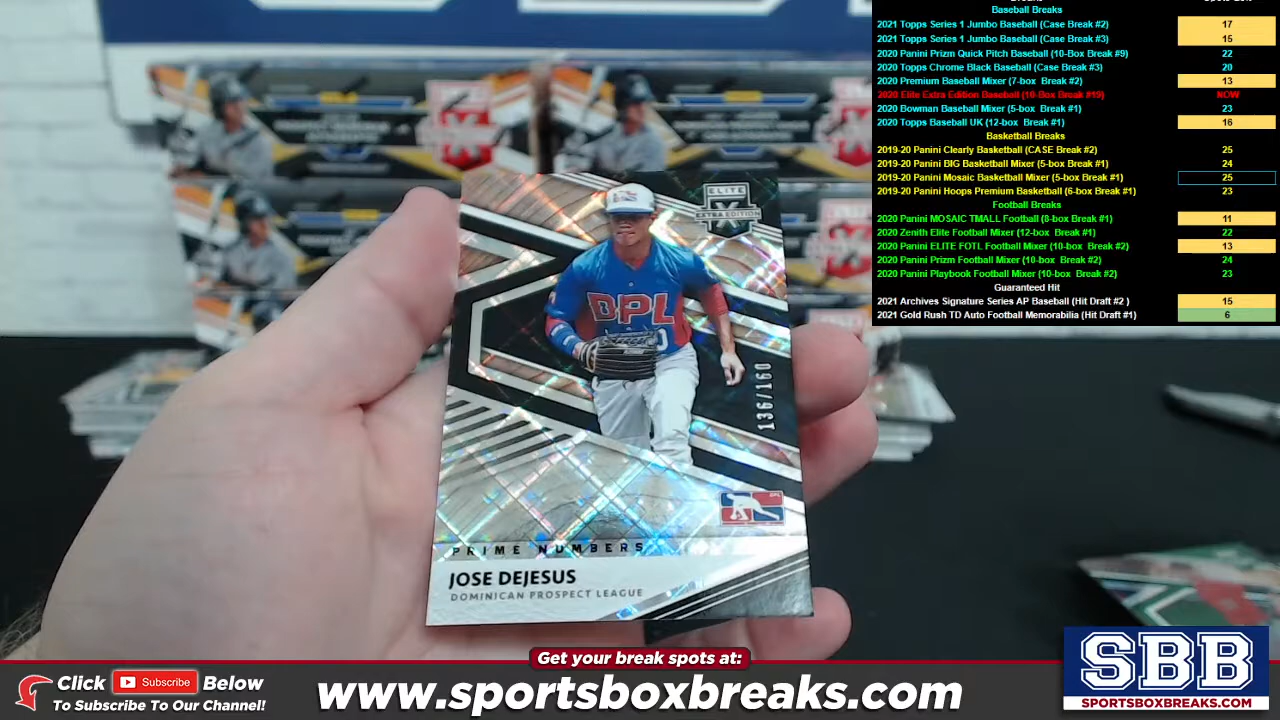 Baseball Breaks
2021 Topps Series 1 Jumbo Baseball (Case Break #2) 17
2021 Topps Series 1 Jumbo Baseball (Case Break #3) 15
2020 Panini Prizm Quick Pitch Baseball (10-Box Break #9) 22
2020 Topps Chrome Black Baseball (Case Break #3) 20
2020 Premium Baseball Mixer (7-box Break #2) 13
2020 Elite Extra Edition Baseball (10-Box Break #19) NOW
2020 Bowman Baseball Mixer (5-box Break #1) 23
2020 Topps Baseball UK (12-box Break #1) 16
Basketball Breaks
2019-20 Panini Clearly Basketball (CASE Break #2) 25
2019-20 Panini BIG Basketball Mixer (5-box Break #1) 24
2019-20 Panini Mosaic Basketball Mixer (5-box Break #1) 25
2019-20 Panini Hoops Premium Basketball (6-box Break #1) 23
Football Breaks
2020 Panini MOSAIC TMALL Football (8-box Break #1) 11
2020 Zenith Elite Football Mixer (12-box Break #1) 22
2020 Panini ELITE FOTL Football Mixer (10-box Break #2) 13
2020 Panini Prizm Football Mixer (10-box Break #2) 24
2020 Panini Playbook Football Mixer (10-box Break #2) 23
Guaranteed Hit
2021 Archives Signature Series AP Baseball (Hit Draft #2 ) 15
2021 Gold Rush TD Auto Football Memorabilia (Hit Draft #1) 6
ELITE
X
EXTRA EDITION
DPL
136/160
DPL
PRIME NUMBERS
JOSE DEJESUS
DOMINICAN PROSPECT LEAGUE
Get your break spots at:
Click Subscribe Below
To Subscribe To Our Channel!
www.sportsboxbreaks.com
SBB
SPORTSBOXBREAKS.COM